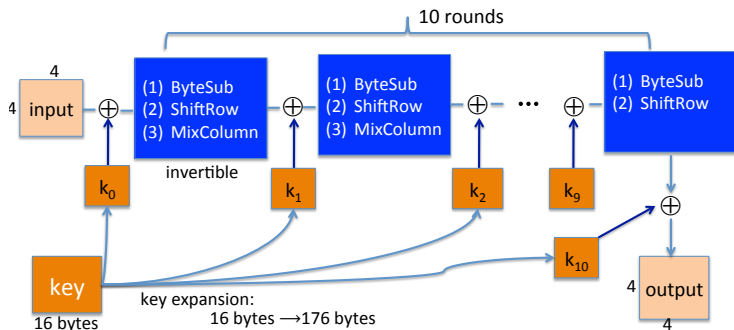 10 rounds
4
4
input
⊕
(1) ByteSub
(2) ShiftRow
(3) MixColumn
invertible
⊕
(1) ByteSub
(2) ShiftRow
(3) MixColumn
⊕
...
⊕
(1) ByteSub
(2) ShiftRow
k₀
k₁
k₂
k₉
⊕
k₁₀
key
16 bytes
key expansion:
16 bytes ⟶176 bytes
4
output
4